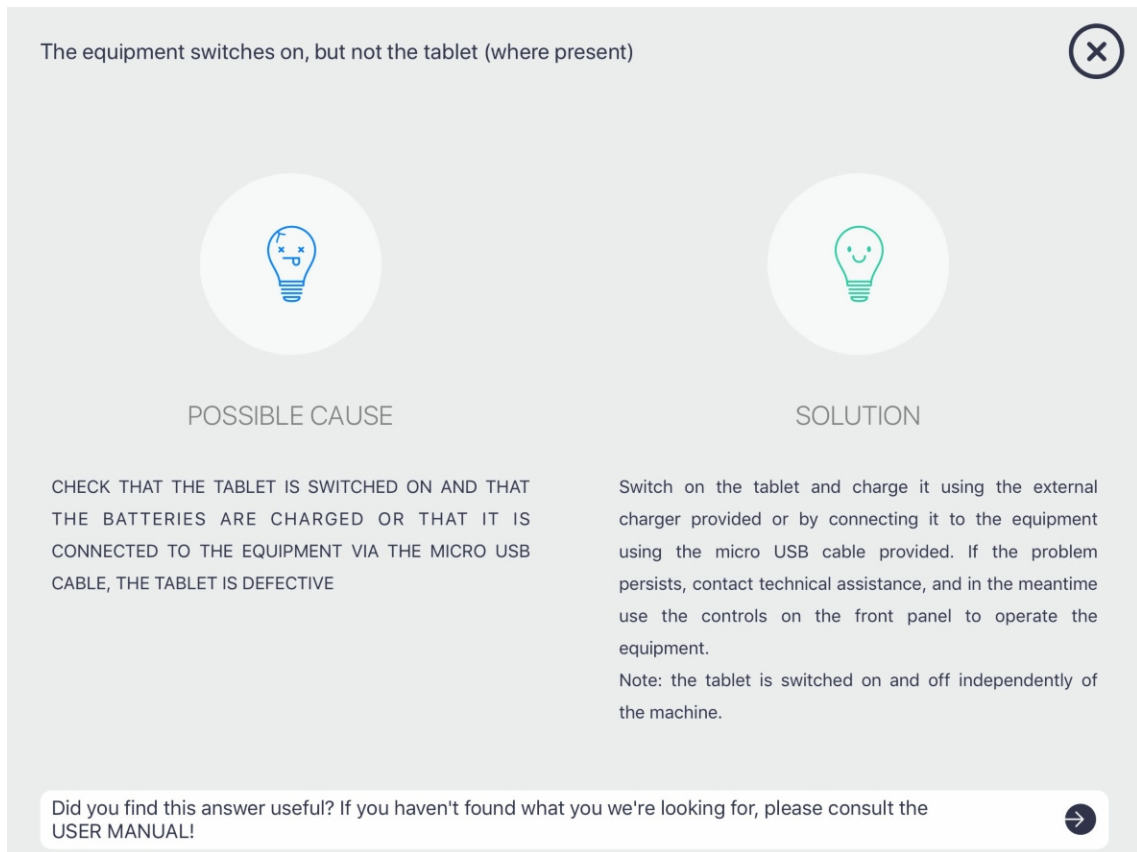 The equipment switches on, but not the tablet (where present)
POSSIBLE CAUSE
CHECK THAT THE TABLET IS SWITCHED ON AND THAT
THE BATTERIES ARE CHARGED OR THAT IT IS
CONNECTED TO THE EQUIPMENT VIA THE MICRO USB
CABLE, THE TABLET IS DEFECTIVE
SOLUTION
Switch on the tablet and charge it using the external
charger provided or by connecting it to the equipment
using the micro USB cable provided. If the problem
persists, contact technical assistance, and in the meantime
use the controls on the front panel to operate the
equipment.
Note: the tablet is switched on and off independently of
the machine.
Did you find this answer useful? If you haven't found what you we're looking for, please consult the
USER MANUAL!